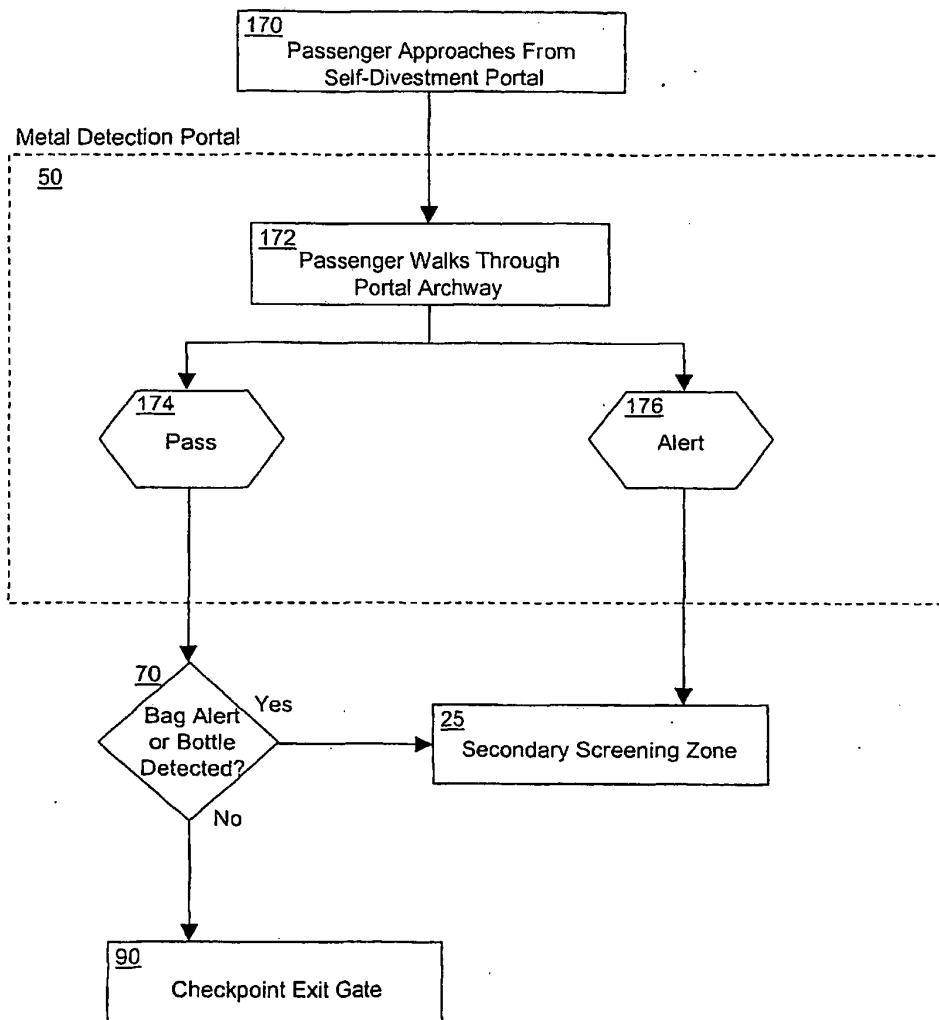 170
Passenger Approaches From
Self-Divestment Portal
Metal Detection Portal
50
172
Passenger Walks Through
Portal Archway
174
Pass
176
Alert
70
Bag Alert
or Bottle
Detected?
Yes
No
25
Secondary Screening Zone
90
Checkpoint Exit Gate